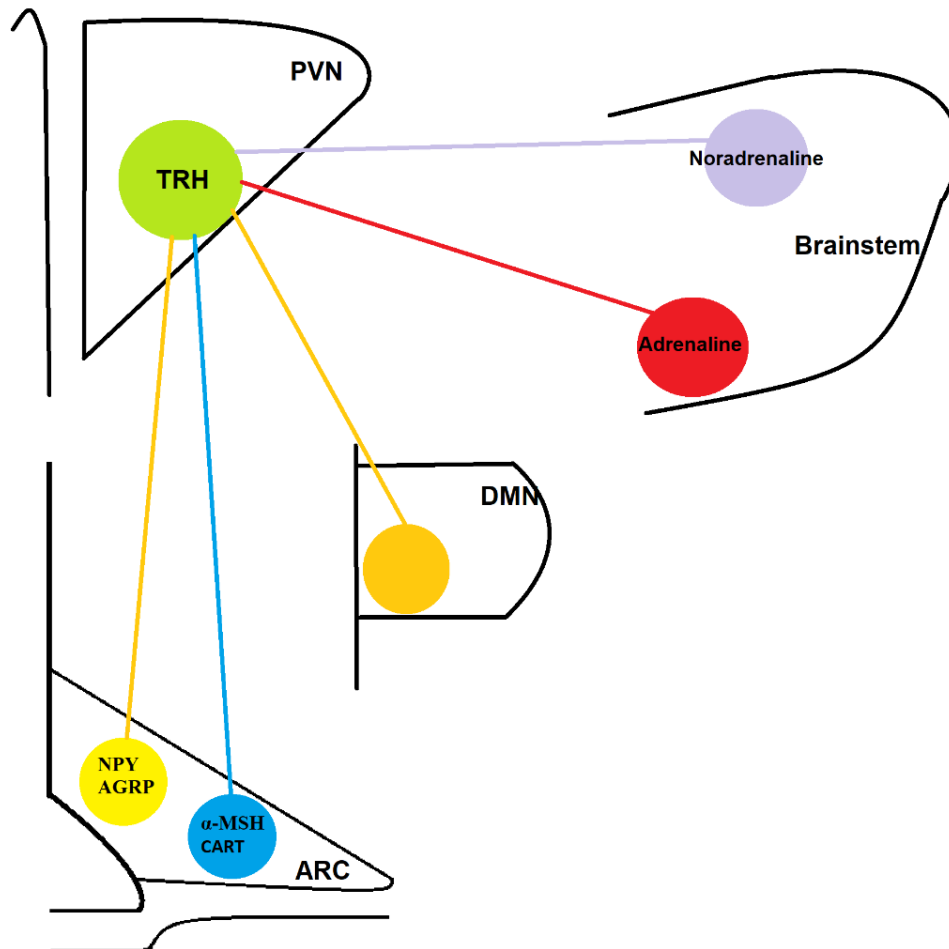 PVN
TRH
Noradrenaline
Brainstem
Adrenaline
DMN
NPY
AGRP
α-MSH
CART
ARC